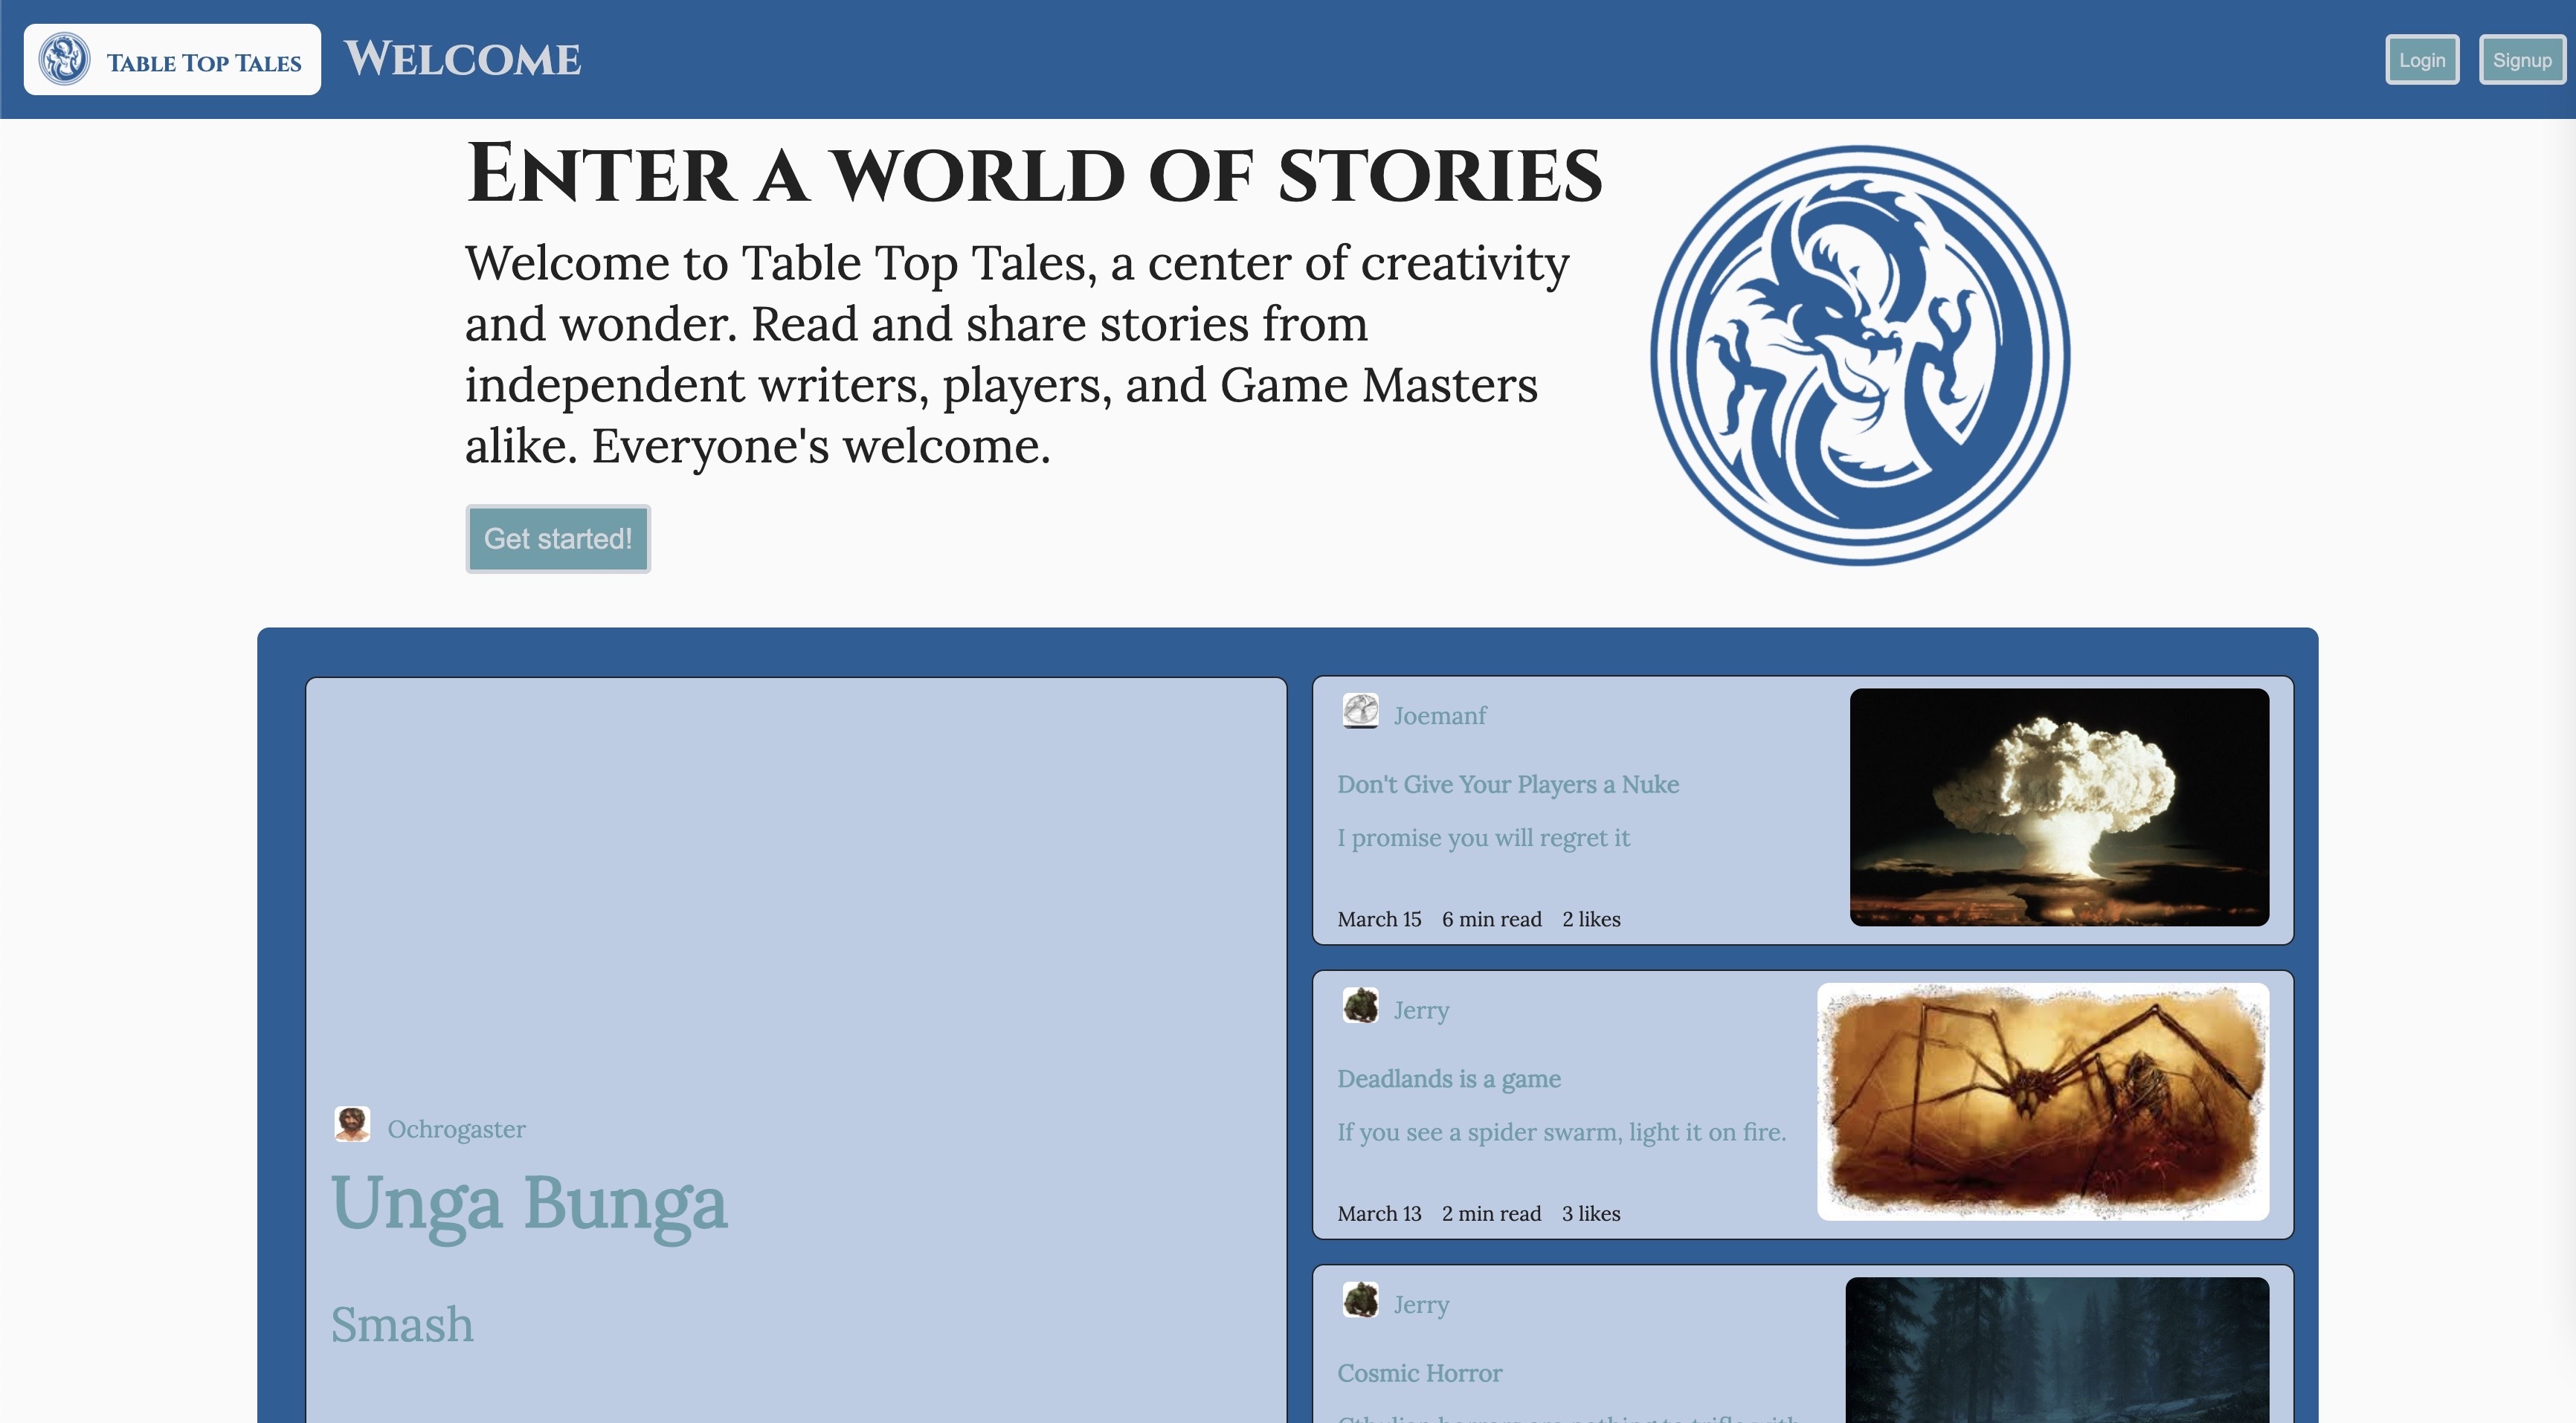 Table Top Tales
Welcome
Login
Signup
Enter a world of stories
Welcome to Table Top Tales, a center of creativity
and wonder. Read and share stories from
independent writers, players, and Game Masters
alike. Everyone's welcome.
Get started!
Ochrogaster
Unga Bunga
Smash
Joemanf
Don't Give Your Players a Nuke
I promise you will regret it
March 15 6 min read 2 likes
Jerry
Deadlands is a game
If you see a spider swarm, light it on fire.
March 13 2 min read 3 likes
Jerry
Cosmic Horror